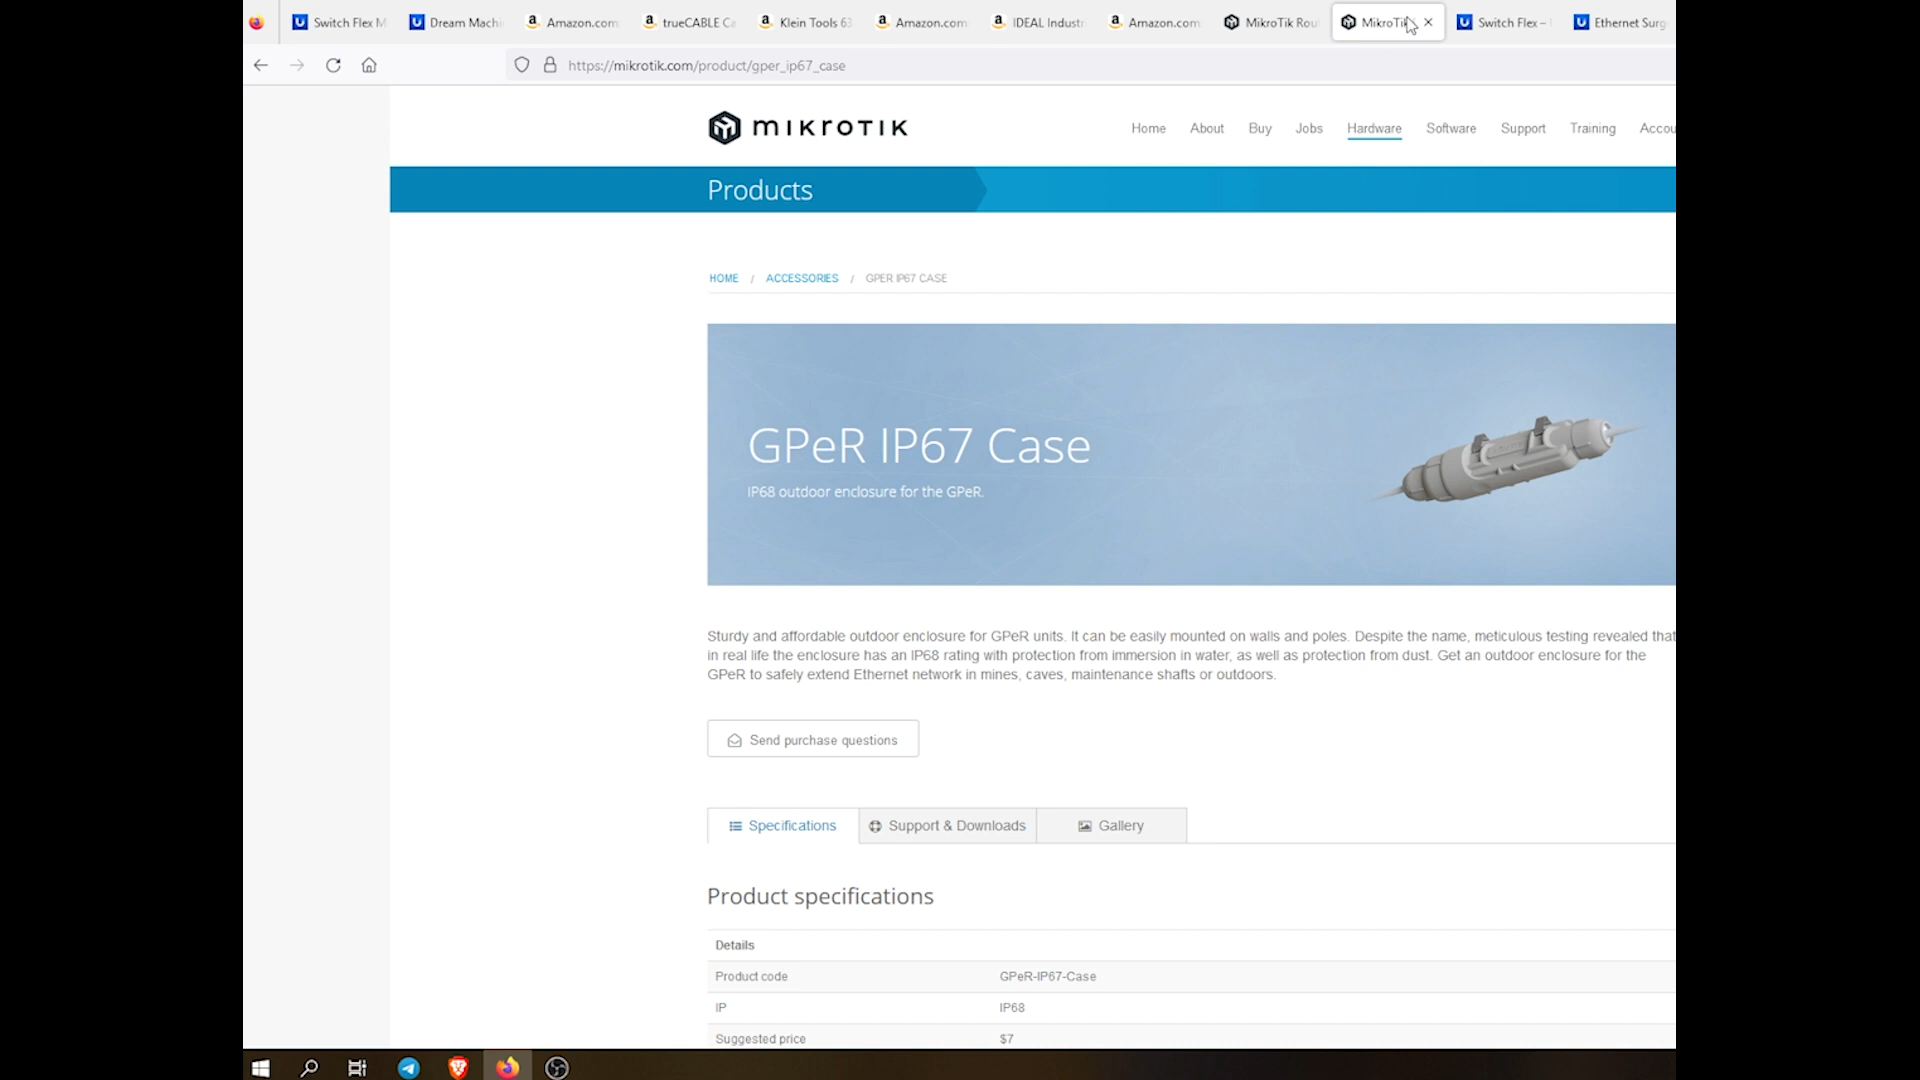 Switch Flex M
Dream Machi
Amazon.com
trueCABLE Ca
Klein Tools 63
Amazon.com
IDEAL Industri
Amazon.com
MikroTik Rou
MikroTik
Switch Flex –
Ethernet Surg
https://mikrotik.com/product/gper_ip67_case
MIKROTIK
Home About Buy Jobs Hardware Software Support Training Accou
Products
HOME / ACCESSORIES / GPER IP67 CASE
GPeR IP67 Case
IP68 outdoor enclosure for the GPeR.
Sturdy and affordable outdoor enclosure for GPeR units. It can be easily mounted on walls and poles. Despite the name, meticulous testing revealed that
in real life the enclosure has an IP68 rating with protection from immersion in water, as well as protection from dust. Get an outdoor enclosure for the
GPeR to safely extend Ethernet network in mines, caves, maintenance shafts or outdoors.
Send purchase questions
Specifications Support & Downloads Gallery
Product specifications
Details
Product code GPeR-IP67-Case
IP IP68
Suggested price $7